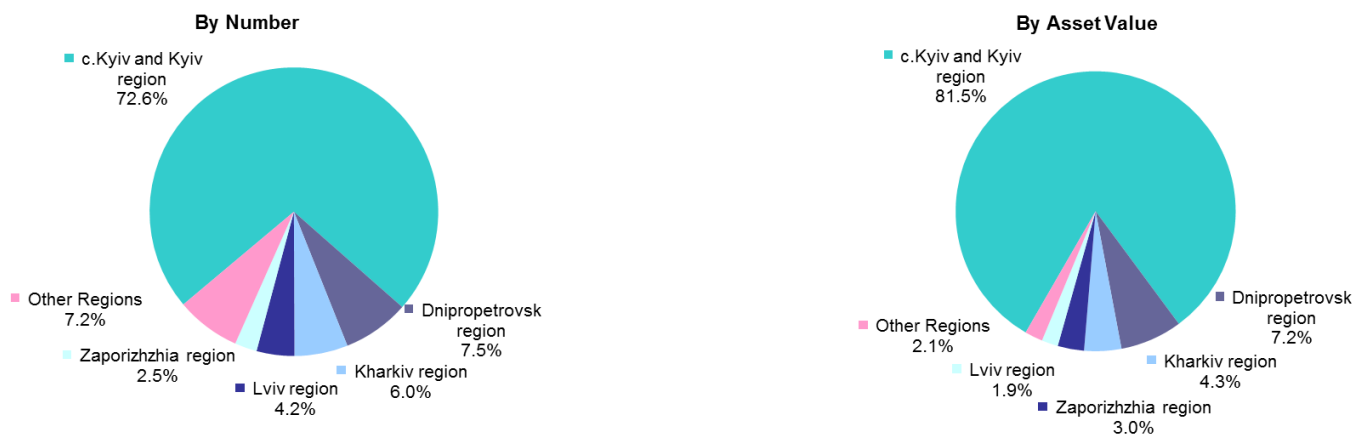 By Number
c.Kyiv and Kyiv
region
72.6%
Other Regions
7.2%
Zaporizhzhia region
2.5%
Lviv region
4.2%
Kharkiv region
6.0%
Dnipropetrovsk
region
7.5%
By Asset Value
c.Kyiv and Kyiv
region
81.5%
Other Regions
2.1%
Lviv region
1.9%
Zaporizhzhia region
3.0%
Kharkiv region
4.3%
Dnipropetrovsk
region
7.2%